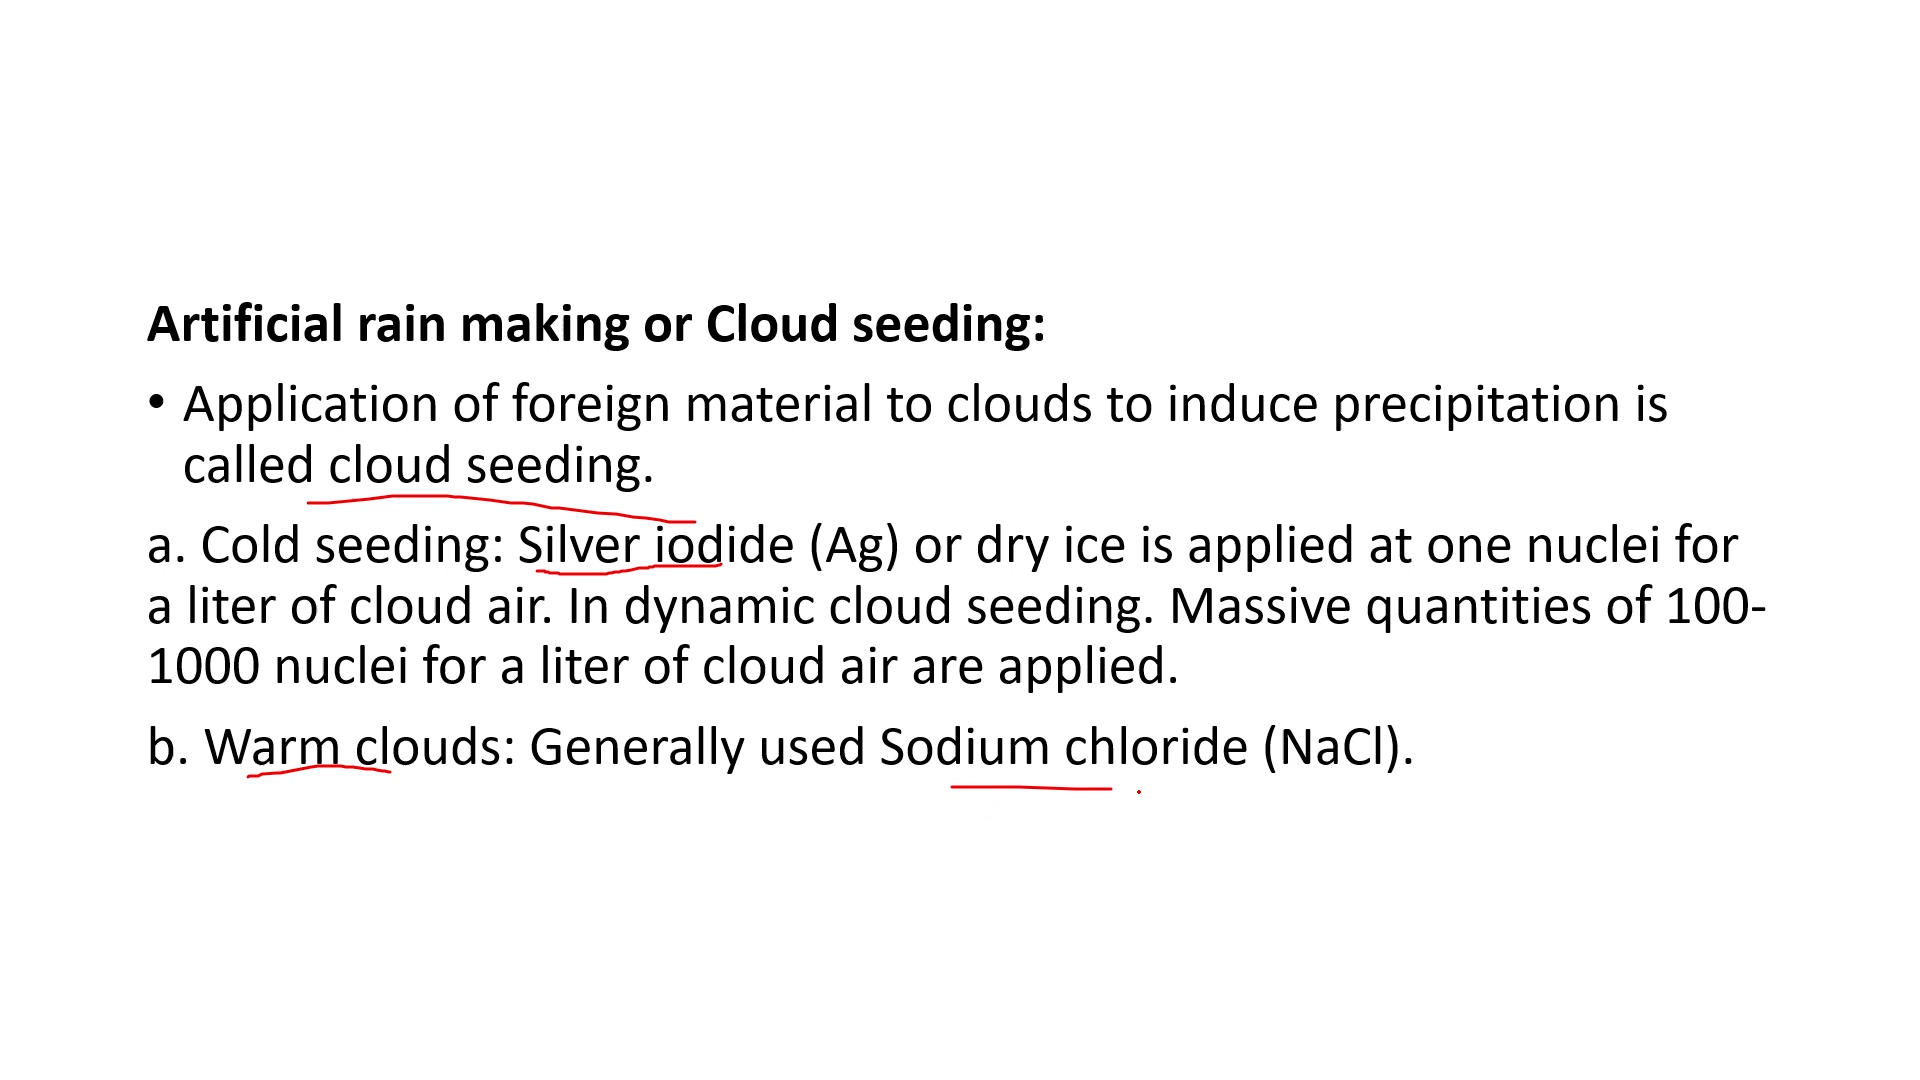 Artificial rain making or Cloud seeding:
• Application of foreign material to clouds to induce precipitation is
called cloud seeding.
a. Cold seeding: Silver iodide (Ag) or dry ice is applied at one nuclei for
a liter of cloud air. In dynamic cloud seeding. Massive quantities of 100-
1000 nuclei for a liter of cloud air are applied.
b. Warm clouds: Generally used Sodium chloride (NaCl).